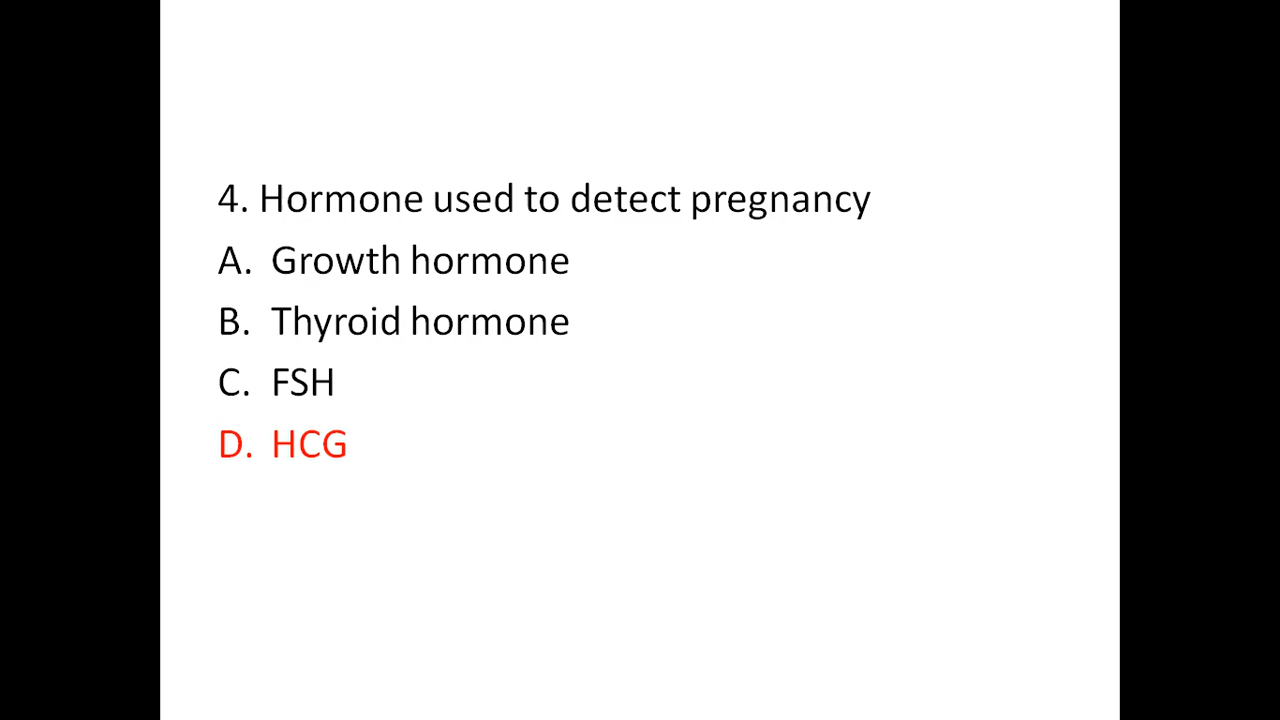 4. Hormone used to detect pregnancy
A. Growth hormone
B. Thyroid hormone
C. FSH
D. HCG